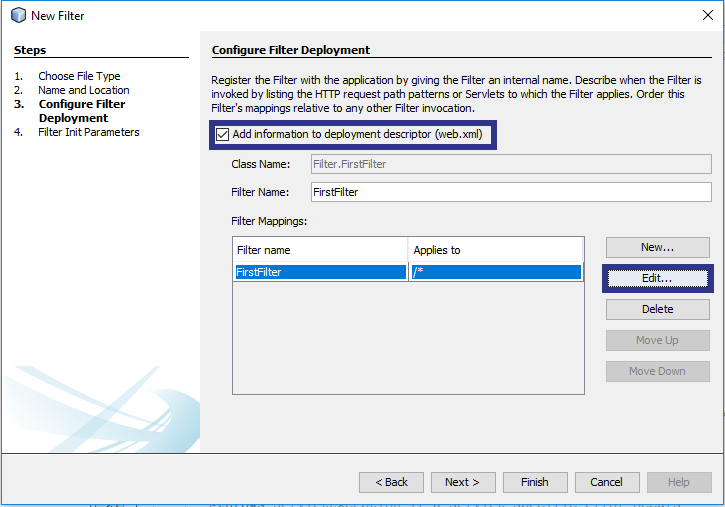 New Filter
Steps
1. Choose File Type
2. Name and Location
3. Configure Filter
Deployment
4. Filter Init Parameters
Configure Filter Deployment
Register the Filter with the application by giving the Filter an internal name. Describe when the Filter is
invoked by listing the HTTP request path patterns or Servlets to which the Filter applies. Order this
Filter's mappings relative to any other Filter invocation.
Add information to deployment descriptor (web.xml)
Class Name: Filter.FirstFilter
Filter Name: FirstFilter
Filter Mappings:
Filter name Applies to
FirstFilter /*
New...
Edit...
Delete
Move Up
Move Down
< Back Next > Finish Cancel Help